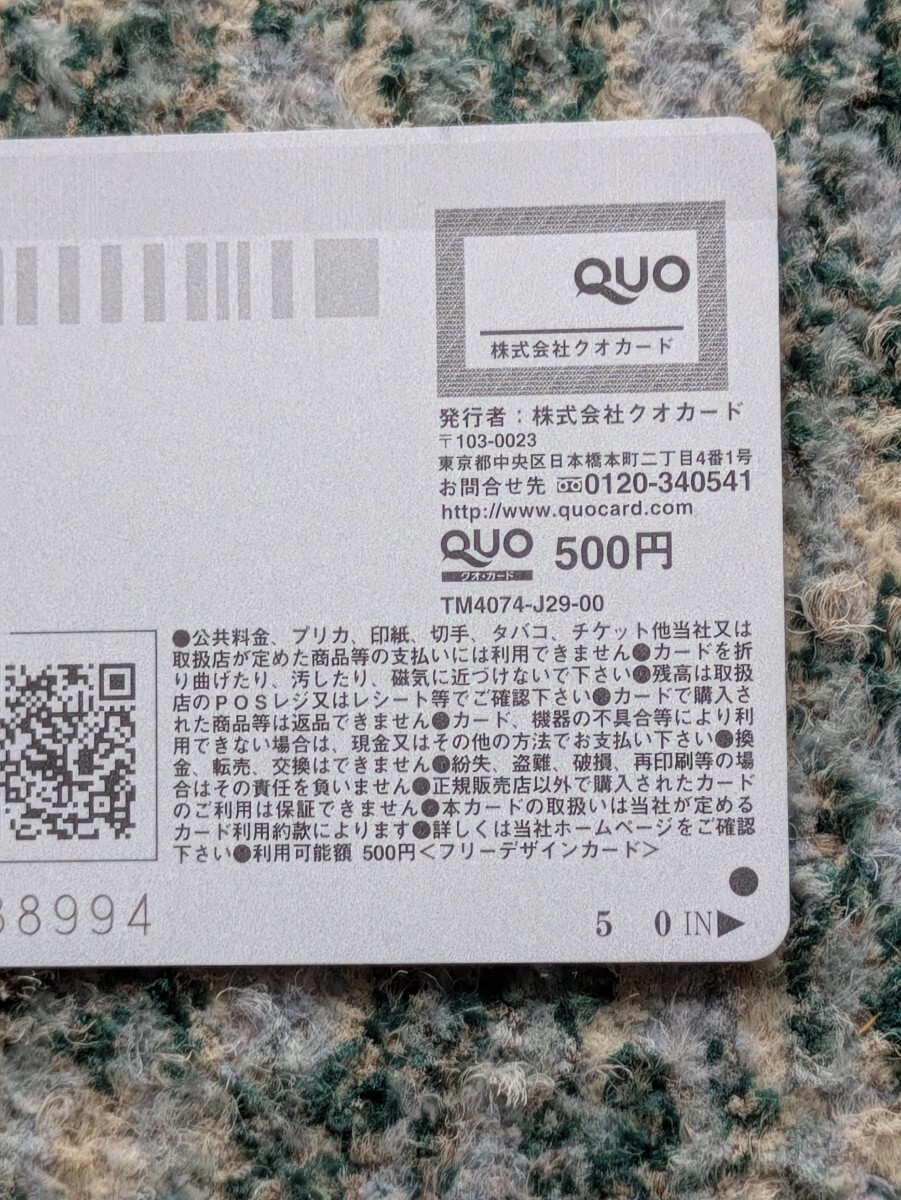 QUO
株式会社クオカード
発行者：株式会社クオカード
〒103-0023
東京都中央区日本橋本町二丁目4番1号
お問合せ先 0120-340541
http://www.quocard.com
QUO 500円
クオ・カード
TM4074-J29-00
●公共料金、プリカ、印紙、切手、タバコ、チケット他当社又は
取扱店が定めた商品等の支払いには利用できません●カードを折
り曲げたり、汚したり、磁気に近づけないで下さい●残高は取扱
店のＰＯＳレジ又はレシート等でご確認下さい●カードで購入さ
れた商品等は返品できません●カード、機器の不具合等により利
用できない場合は、現金又はその他の方法でお支払い下さい●換
金、転売、交換はできません●紛失、盗難、破損、再印刷等の場
合はその責任を負いません●正規販売店以外で購入されたカード
のご利用は保証できません●本カードの取扱いは当社が定める
カード利用約款によります●詳しくは当社ホームページをご確認
下さい●利用可能額 500円＜フリーデザインカード＞
88994
5 0 IN▶